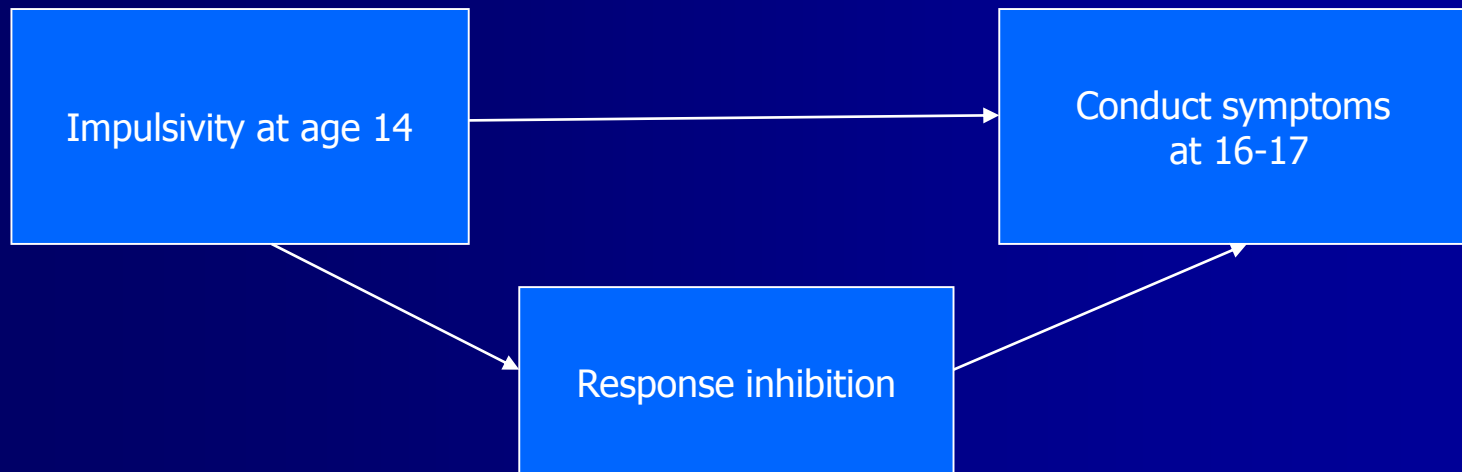 Impulsivity at age 14
Conduct symptoms
at 16-17
Response inhibition